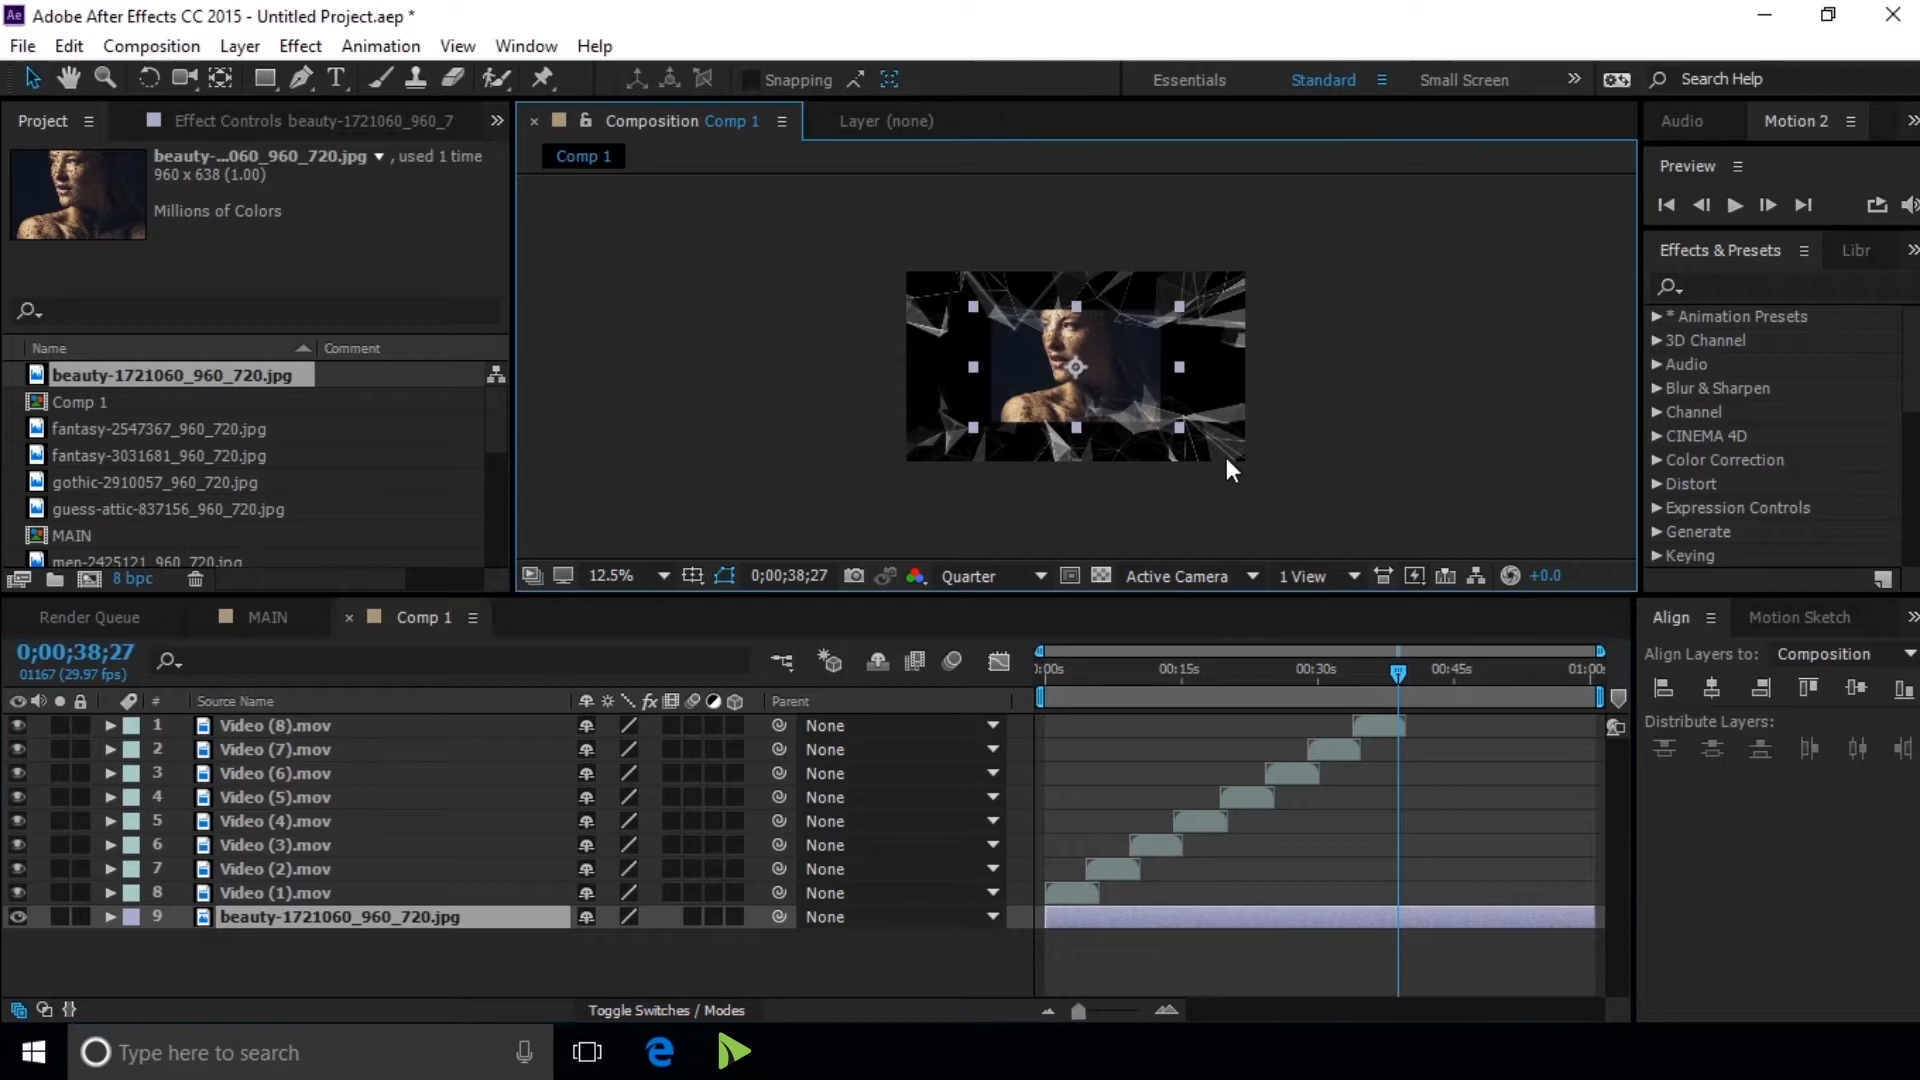 Adobe After Effects CC 2015 - Untitled Project.aep *
File Edit Composition Layer Effect Animation View Window Help
Snapping Essentials Standard Small Screen Search Help
Project Effect Controls beauty-1721060_960_7
beauty-...060_960_720.jpg , used 1 time
960 x 638 (1.00)
Millions of Colors
Name Comment
beauty-1721060_960_720.jpg
Comp 1
fantasy-2547367_960_720.jpg
fantasy-3031681_960_720.jpg
gothic-2910057_960_720.jpg
guess-attic-837156_960_720.jpg
MAIN
men-2425121_960_720.jpg
8 bpc
Composition Comp 1 Layer (none)
Comp 1
12.5% 0;00;38;27 Quarter Active Camera 1 View +0.0
Audio Motion 2
Preview
Effects & Presets Libr
* Animation Presets
3D Channel
Audio
Blur & Sharpen
Channel
CINEMA 4D
Color Correction
Distort
Expression Controls
Generate
Keying
Render Queue MAIN Comp 1
0;00;38;27
01167 (29.97 fps)
:00s 00:15s 00:30s 00:45s 01:00
# Source Name Parent
1 Video (8).mov None
2 Video (7).mov None
3 Video (6).mov None
4 Video (5).mov None
5 Video (4).mov None
6 Video (3).mov None
7 Video (2).mov None
8 Video (1).mov None
9 beauty-1721060_960_720.jpg None
Toggle Switches / Modes
Align Motion Sketch
Align Layers to: Composition
Distribute Layers:
Type here to search